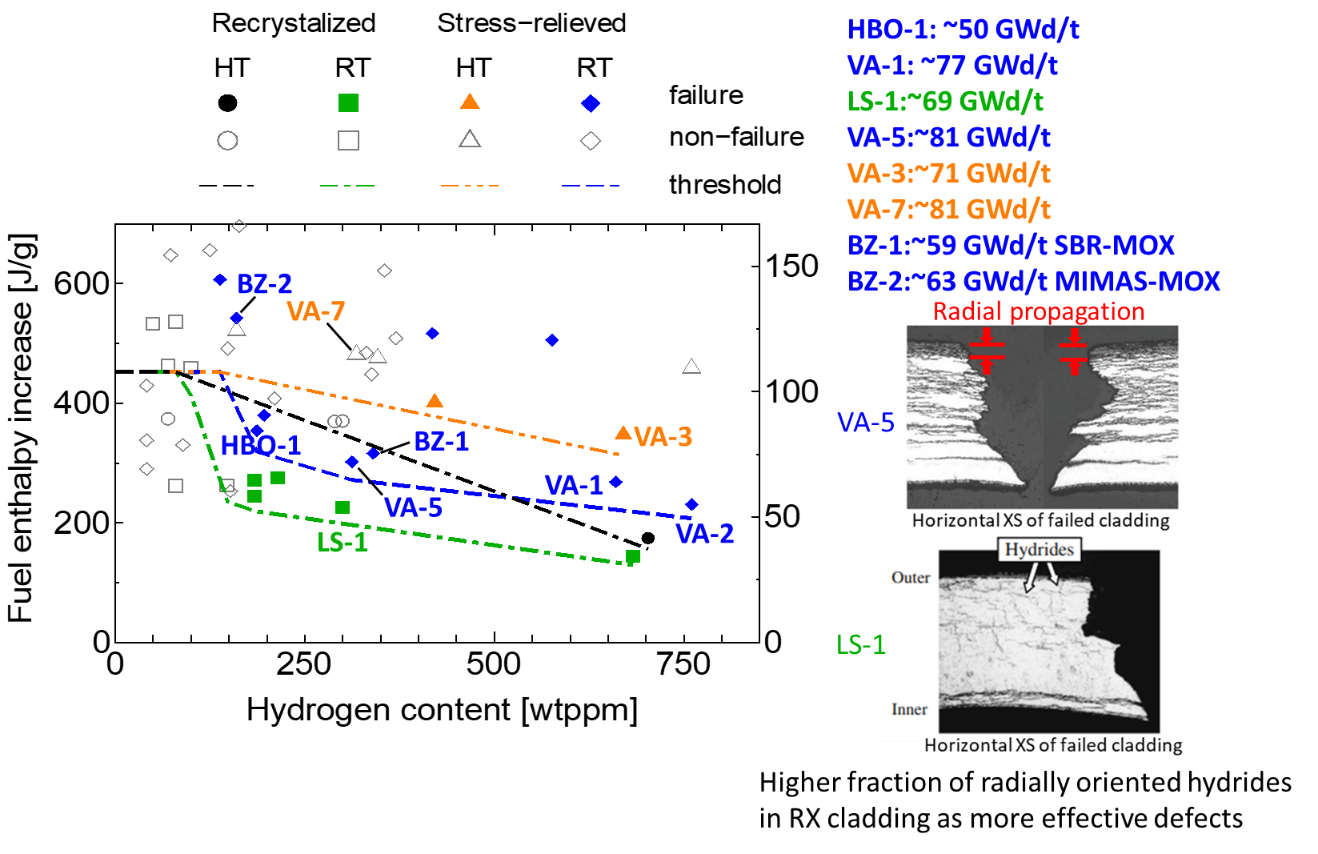 Recrystalized Stress−relieved
HT RT HT RT
failure
non−failure
threshold
HBO-1: ~50 GWd/t
VA-1: ~77 GWd/t
LS-1:~69 GWd/t
VA-5:~81 GWd/t
VA-3:~71 GWd/t
VA-7:~81 GWd/t
BZ-1:~59 GWd/t SBR-MOX
BZ-2:~63 GWd/t MIMAS-MOX
Fuel enthalpy increase [J/g]
600
400
200
0
150
100
50
0
0 250 500 750
Hydrogen content [wtppm]
BZ-2
VA-7
HBO-1
BZ-1
VA-5
LS-1
VA-3
VA-1
VA-2
Radial propagation
VA-5
Horizontal XS of failed cladding
Hydrides
Outer
LS-1
Inner
Horizontal XS of failed cladding
Higher fraction of radially oriented hydrides
in RX cladding as more effective defects